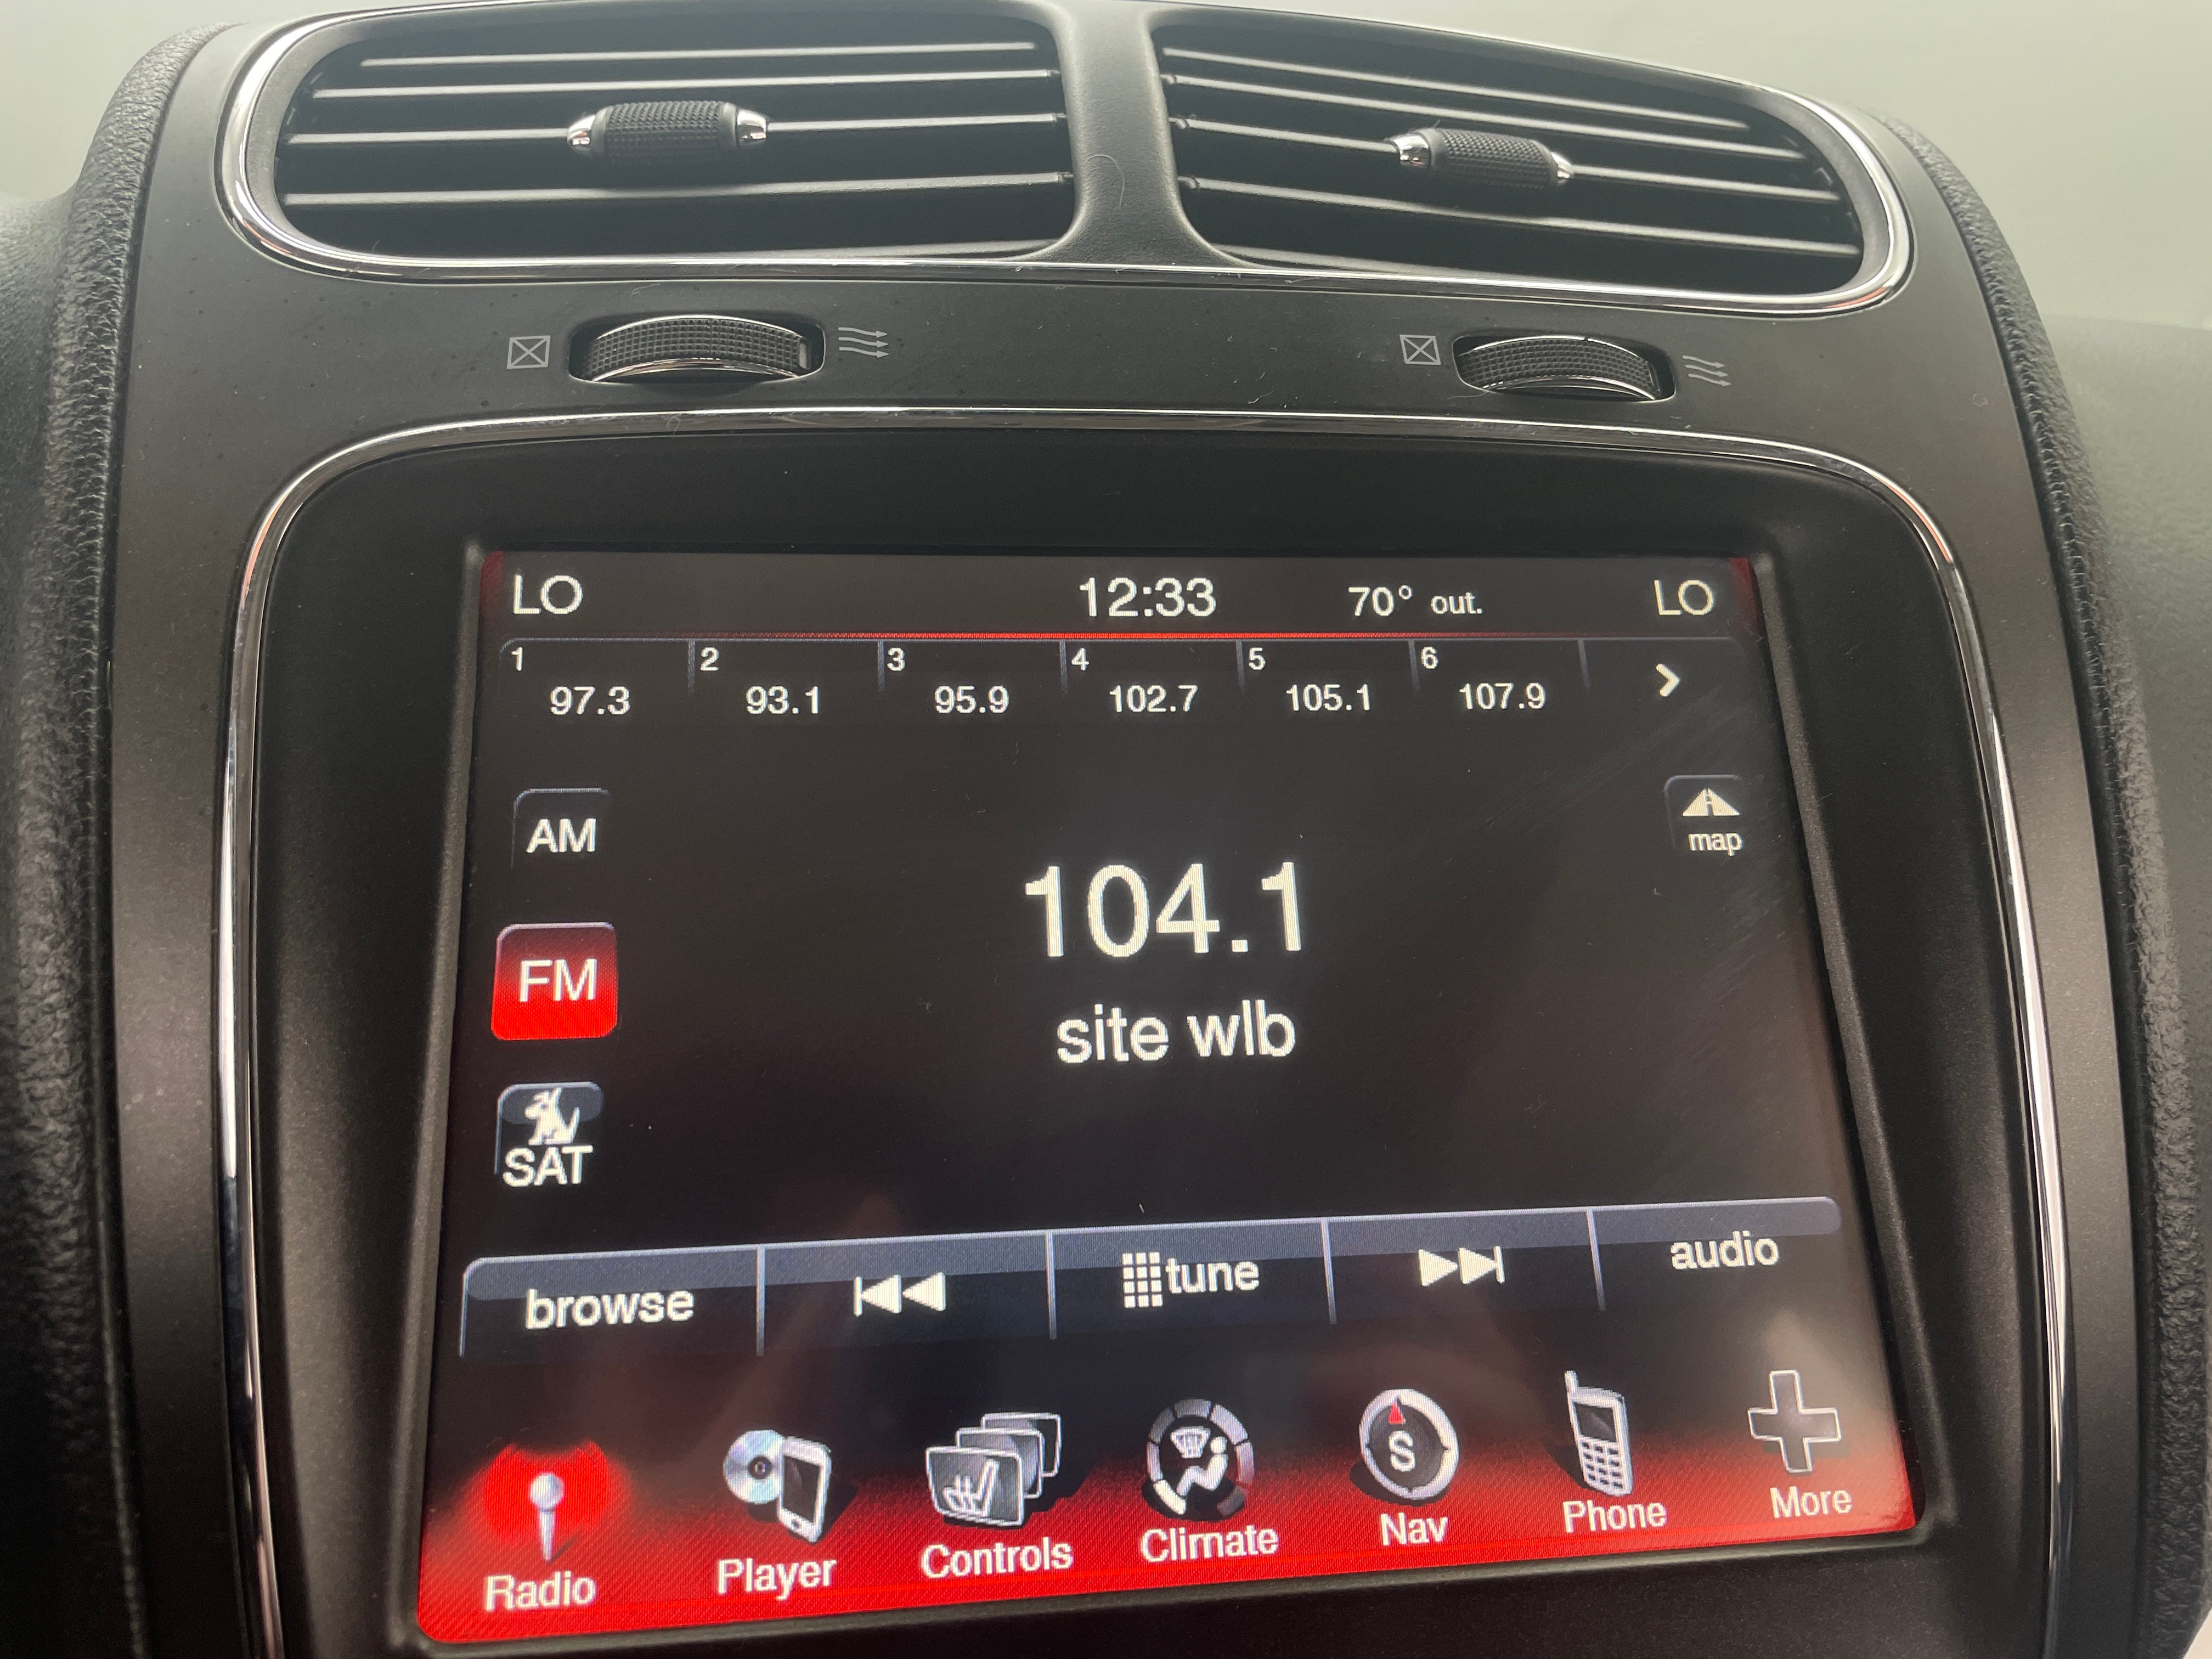 LO 12:33 70° out. LO
1 2 3 4 5 6
97.3 93.1 95.9 102.7 105.1 107.9
AM map
104.1
FM
site wlb
SAT
browse tune audio
S
Radio Player Controls Climate Nav Phone More